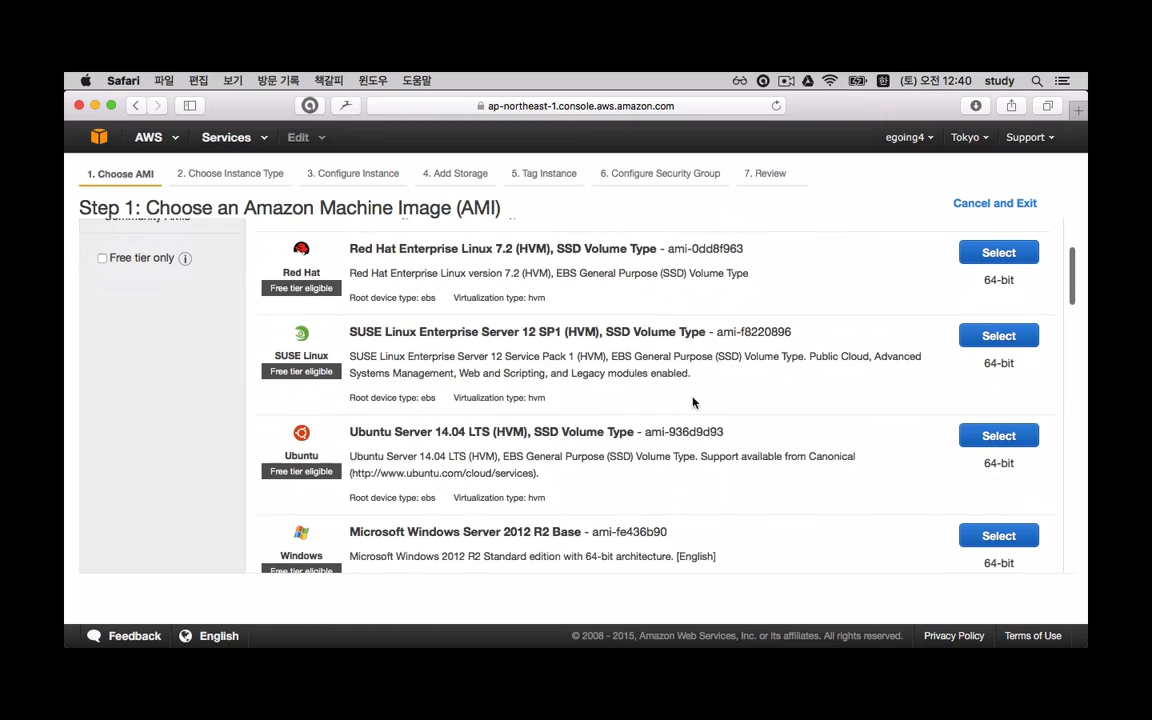 Safari 파일 편집 보기 방문 기록 책갈피 윈도우 도움말 한 (토) 오전 12:40 study
ap-northeast-1.console.aws.amazon.com
AWS Services Edit egoing4 Tokyo Support
1. Choose AMI 2. Choose Instance Type 3. Configure Instance 4. Add Storage 5. Tag Instance 6. Configure Security Group 7. Review
Step 1: Choose an Amazon Machine Image (AMI) Cancel and Exit
Community AMIs
Free tier only
Red Hat Enterprise Linux 7.2 (HVM), SSD Volume Type - ami-0dd8f963 Select
Red Hat Red Hat Enterprise Linux version 7.2 (HVM), EBS General Purpose (SSD) Volume Type 64-bit
Free tier eligible
Root device type: ebs Virtualization type: hvm
SUSE Linux Enterprise Server 12 SP1 (HVM), SSD Volume Type - ami-f8220896 Select
SUSE Linux SUSE Linux Enterprise Server 12 Service Pack 1 (HVM), EBS General Purpose (SSD) Volume Type. Public Cloud, Advanced 64-bit
Free tier eligible Systems Management, Web and Scripting, and Legacy modules enabled.
Root device type: ebs Virtualization type: hvm
Ubuntu Server 14.04 LTS (HVM), SSD Volume Type - ami-936d9d93 Select
Ubuntu Ubuntu Server 14.04 LTS (HVM), EBS General Purpose (SSD) Volume Type. Support available from Canonical 64-bit
Free tier eligible (http://www.ubuntu.com/cloud/services).
Root device type: ebs Virtualization type: hvm
Microsoft Windows Server 2012 R2 Base - ami-fe436b90 Select
Windows Microsoft Windows 2012 R2 Standard edition with 64-bit architecture. [English] 64-bit
Free tier eligible
Feedback English © 2008 - 2015, Amazon Web Services, Inc. or its affiliates. All rights reserved. Privacy Policy Terms of Use